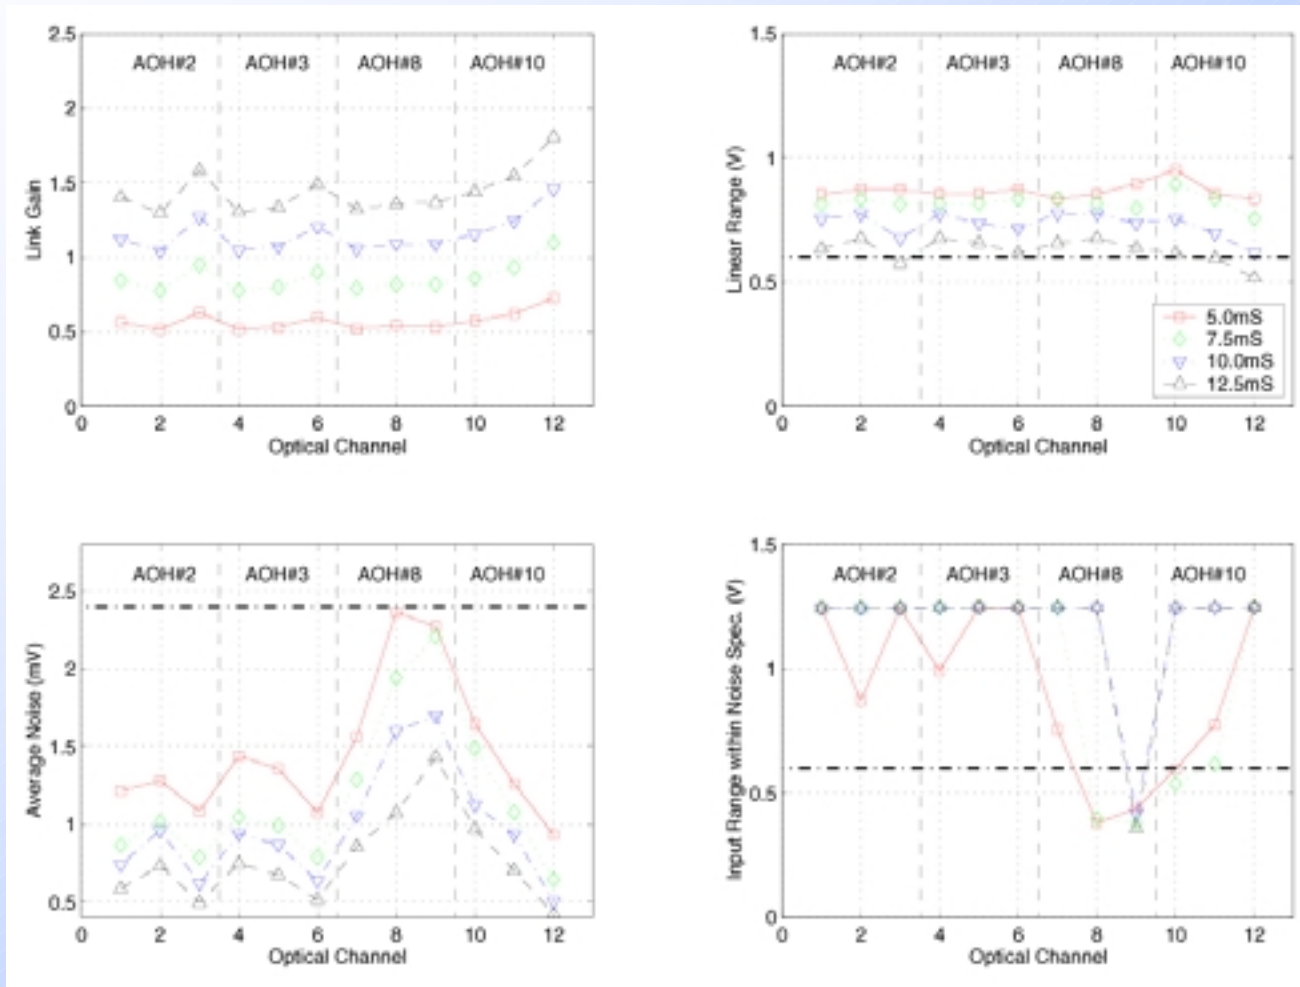 2.5
AOH#2 AOH#3 AOH#8 AOH#10
2
1.5
1
0.5
0
Link Gain
0 2 4 6 8 10 12
Optical Channel
1.5
AOH#2 AOH#3 AOH#8 AOH#10
1
0.5
0
Linear Range (V)
5.0mS
7.5mS
10.0mS
12.5mS
0 2 4 6 8 10 12
Optical Channel
AOH#2 AOH#3 AOH#8 AOH#10
2.5
2
1.5
1
0.5
Average Noise (mV)
0 2 4 6 8 10 12
Optical Channel
1.5
AOH#2 AOH#3 AOH#8 AOH#10
1
0.5
0
Input Range within Noise Spec. (V)
0 2 4 6 8 10 12
Optical Channel